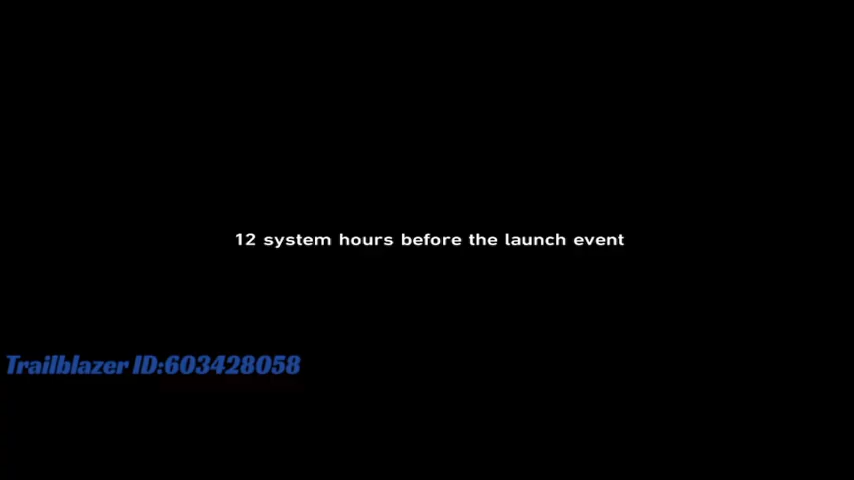 12 system hours before the launch event
Trailblazer ID:603428058